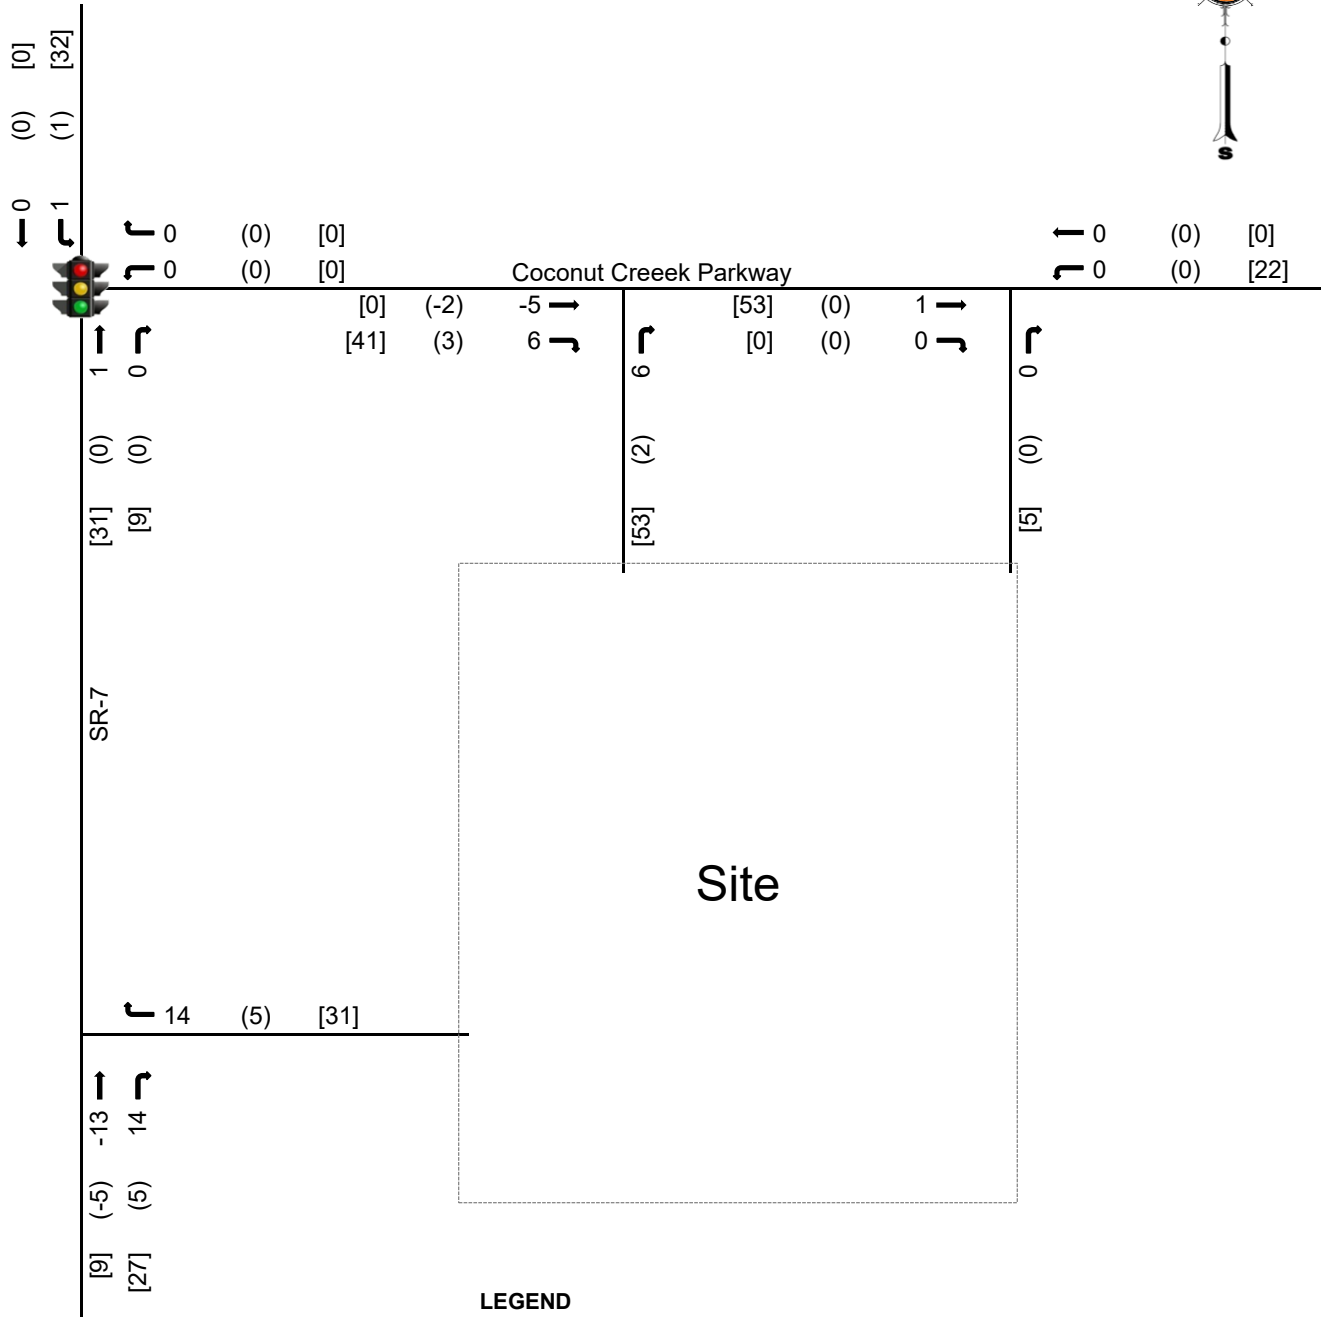 [0] (0) 0
[32] (1) 1
S
0 (0) [0]
0 (0) [0]
0 (0) [0]
0 (0) [22]
Coconut Creeek Parkway
[0] (-2) -5
[53] (0) 1
[41] (3) 6
[0] (0) 0
[31] (0) 1
[9] (0) 0
[53] (2) 6
[5] (0) 0
SR-7
Site
14 (5) [31]
[9] (-5) -13
[27] (5) 14
LEGEND